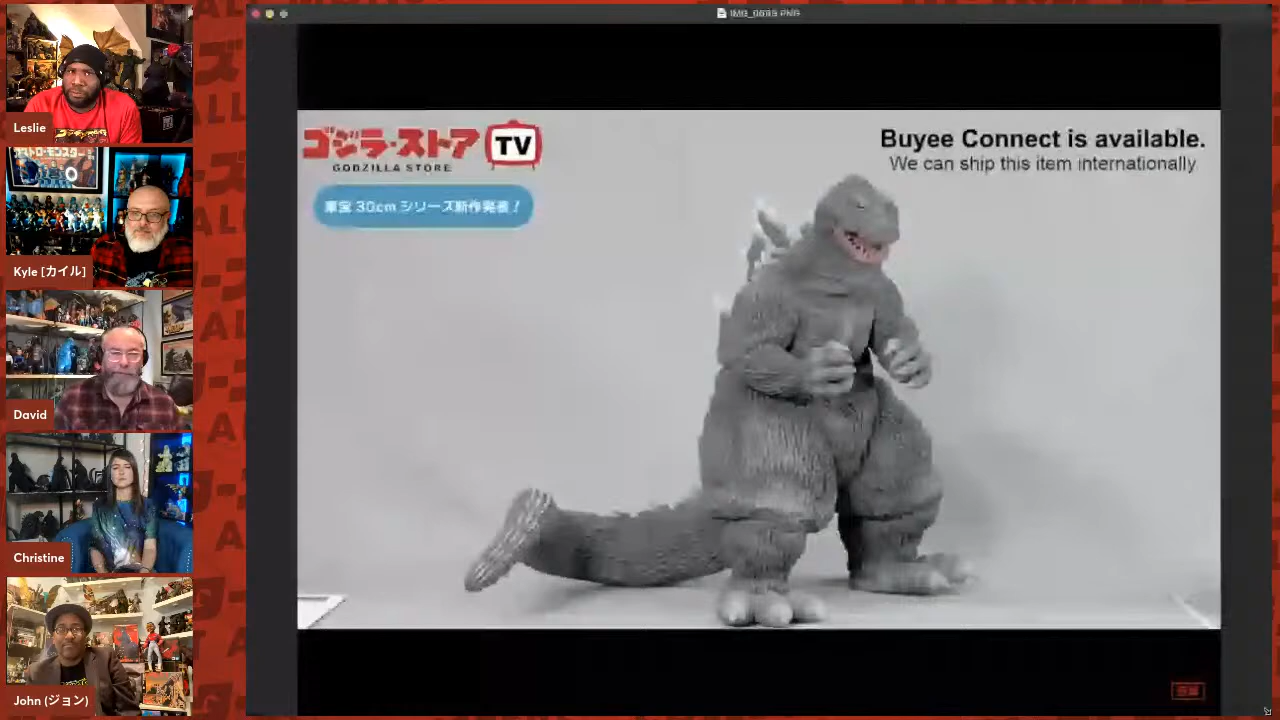 IMG_0695.PNG
ゴジラ・ストア TV
GODZILLA STORE
東宝 30cm シリーズ新作発表!
Buyee Connect is available.
We can ship this item internationally.
Leslie
Kyle [カイル]
David
Christine
John (ジョン)